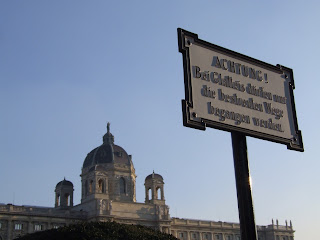 ACHTUNG!
Bei Glatteis dürfen nur
die bestreuten Wege
begangen werden.